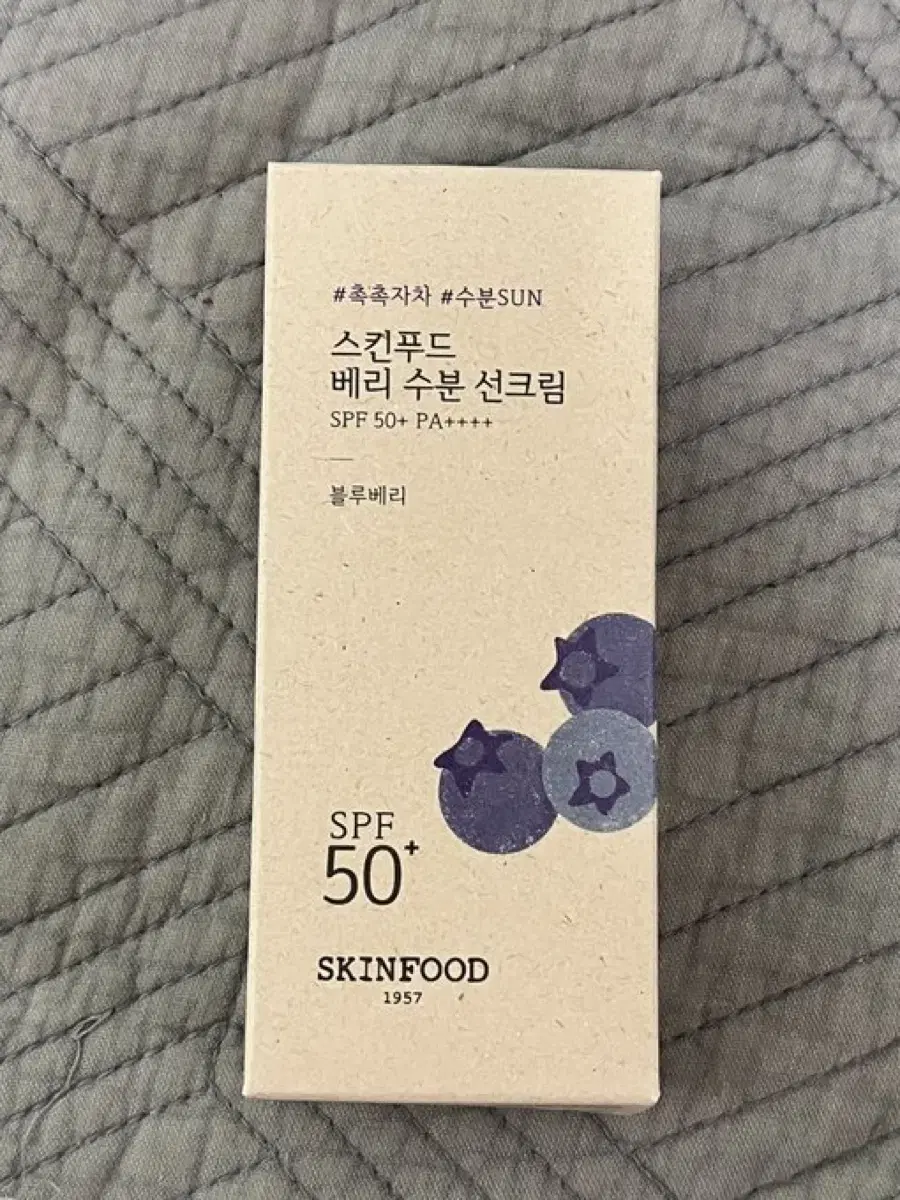 #촉촉자차 #수분SUN
스킨푸드
베리 수분 선크림
SPF 50+ PA++++
블루베리
SPF
50+
SKINFOOD
1957